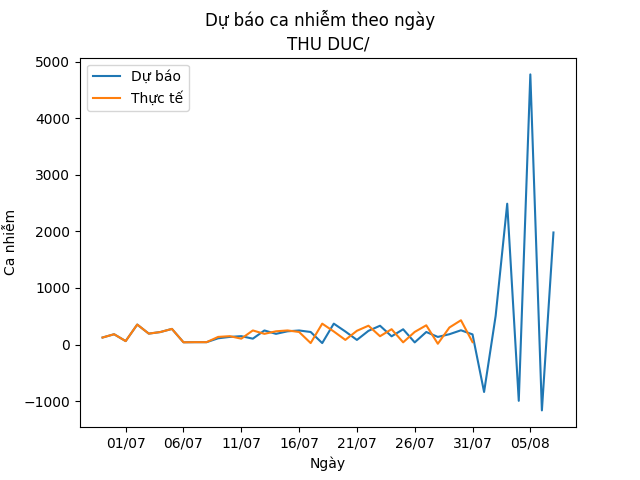 Dự báo ca nhiễm theo ngày
THU DUC/
Dự báo
Thực tế
5000
4000
3000
2000
1000
0
−1000
Ca nhiễm
01/07 06/07 11/07 16/07 21/07 26/07 31/07 05/08
Ngày